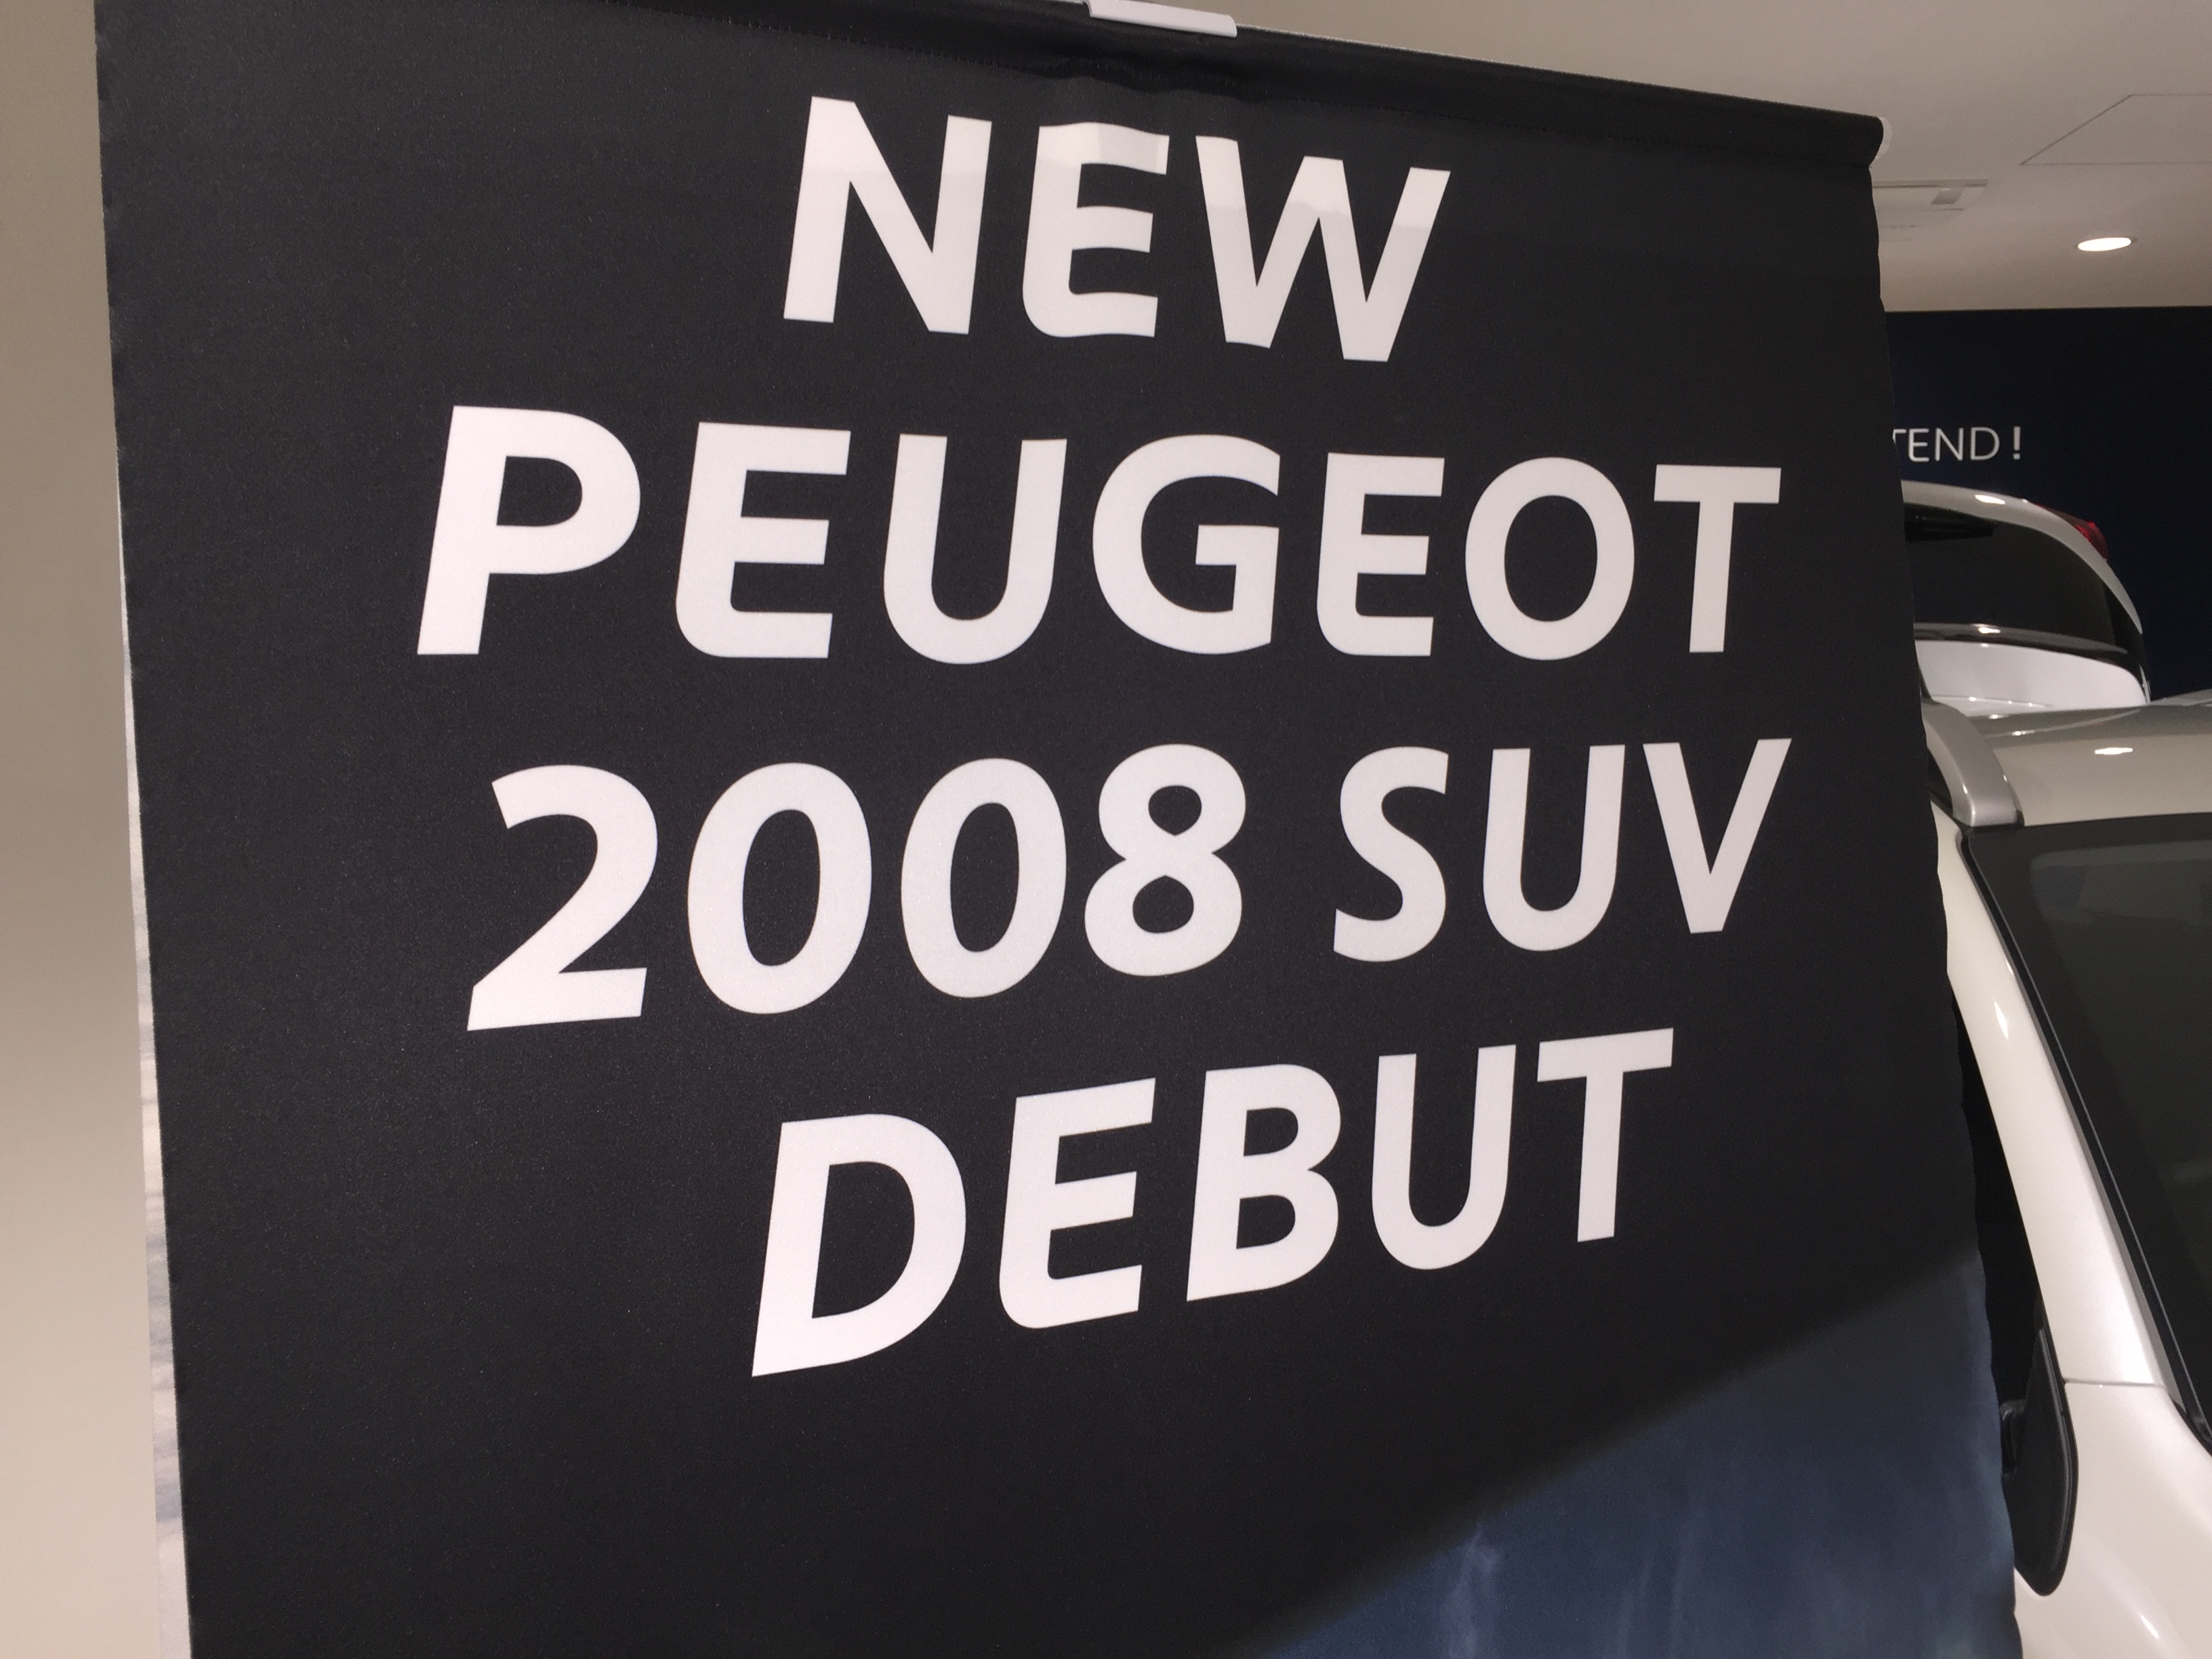 NEW
PEUGEOT
2008 SUV
DEBUT
TEND !